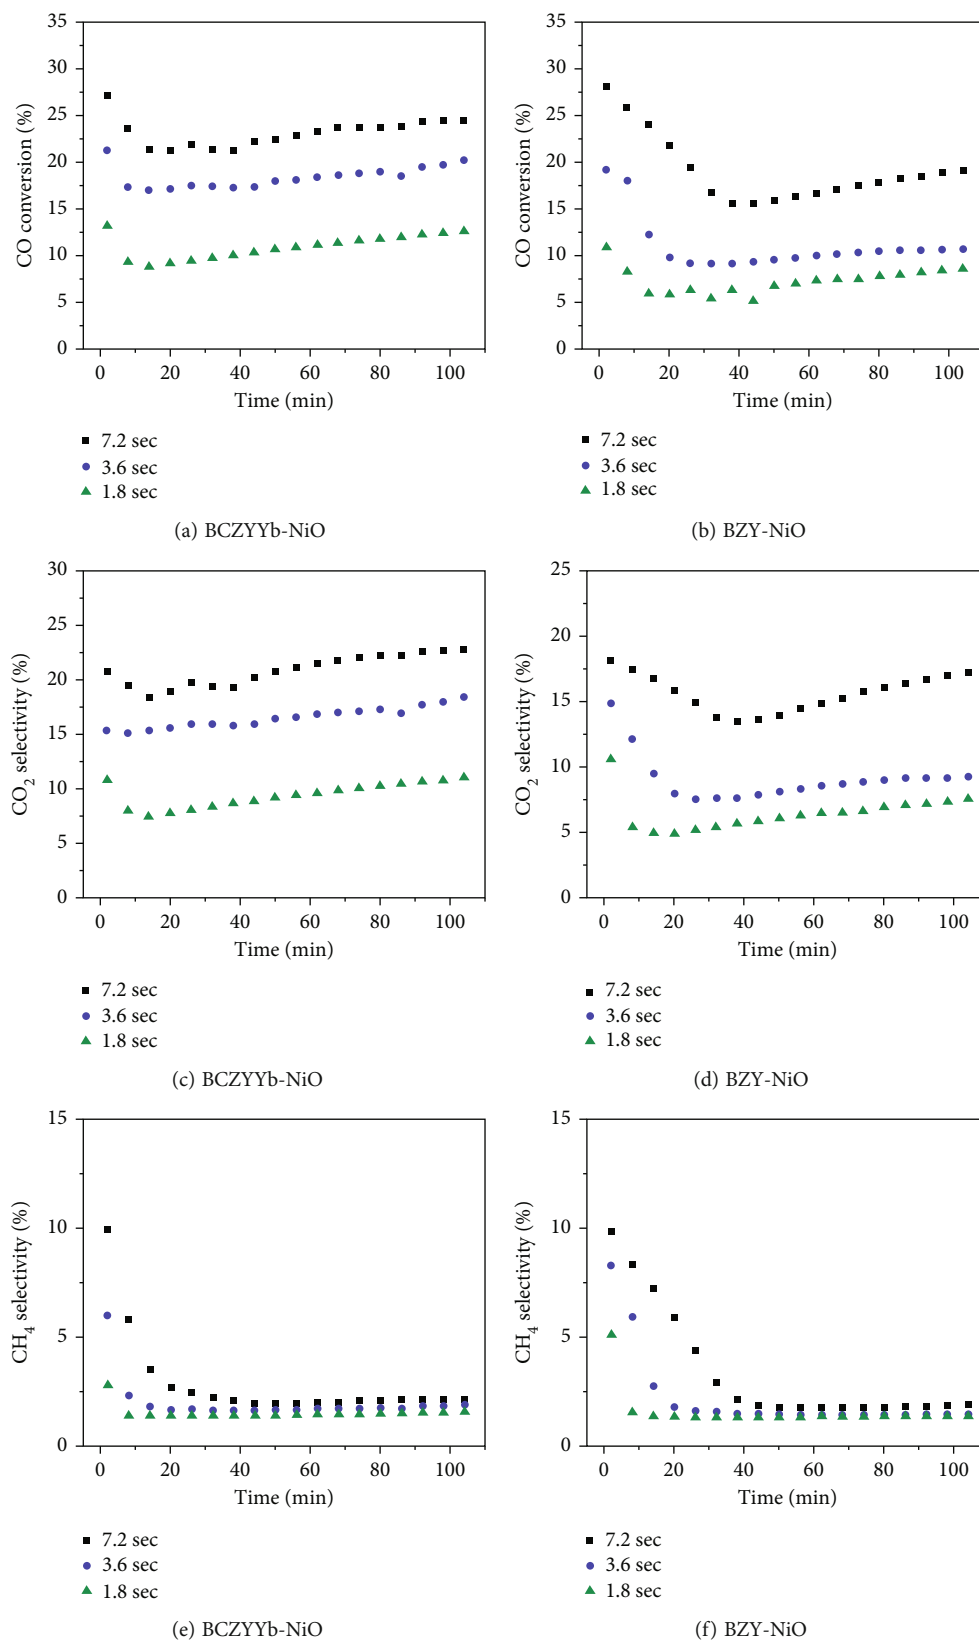 35
30
25
20
15
10
5
0
CO conversion (%)
0 20 40 60 80 100
Time (min)
7.2 sec
3.6 sec
1.8 sec
(a) BCZYYb-NiO
35
30
25
20
15
10
5
0
CO conversion (%)
0 20 40 60 80 100
Time (min)
7.2 sec
3.6 sec
1.8 sec
(b) BZY-NiO
30
25
20
15
10
5
0
CO2 selectivity (%)
0 20 40 60 80 100
Time (min)
7.2 sec
3.6 sec
1.8 sec
(c) BCZYYb-NiO
25
20
15
10
5
0
CO2 selectivity (%)
0 20 40 60 80 100
Time (min)
7.2 sec
3.6 sec
1.8 sec
(d) BZY-NiO
15
10
5
0
CH4 selectivity (%)
0 20 40 60 80 100
Time (min)
7.2 sec
3.6 sec
1.8 sec
(e) BCZYYb-NiO
15
10
5
0
CH4 selectivity (%)
0 20 40 60 80 100
Time (min)
7.2 sec
3.6 sec
1.8 sec
(f) BZY-NiO